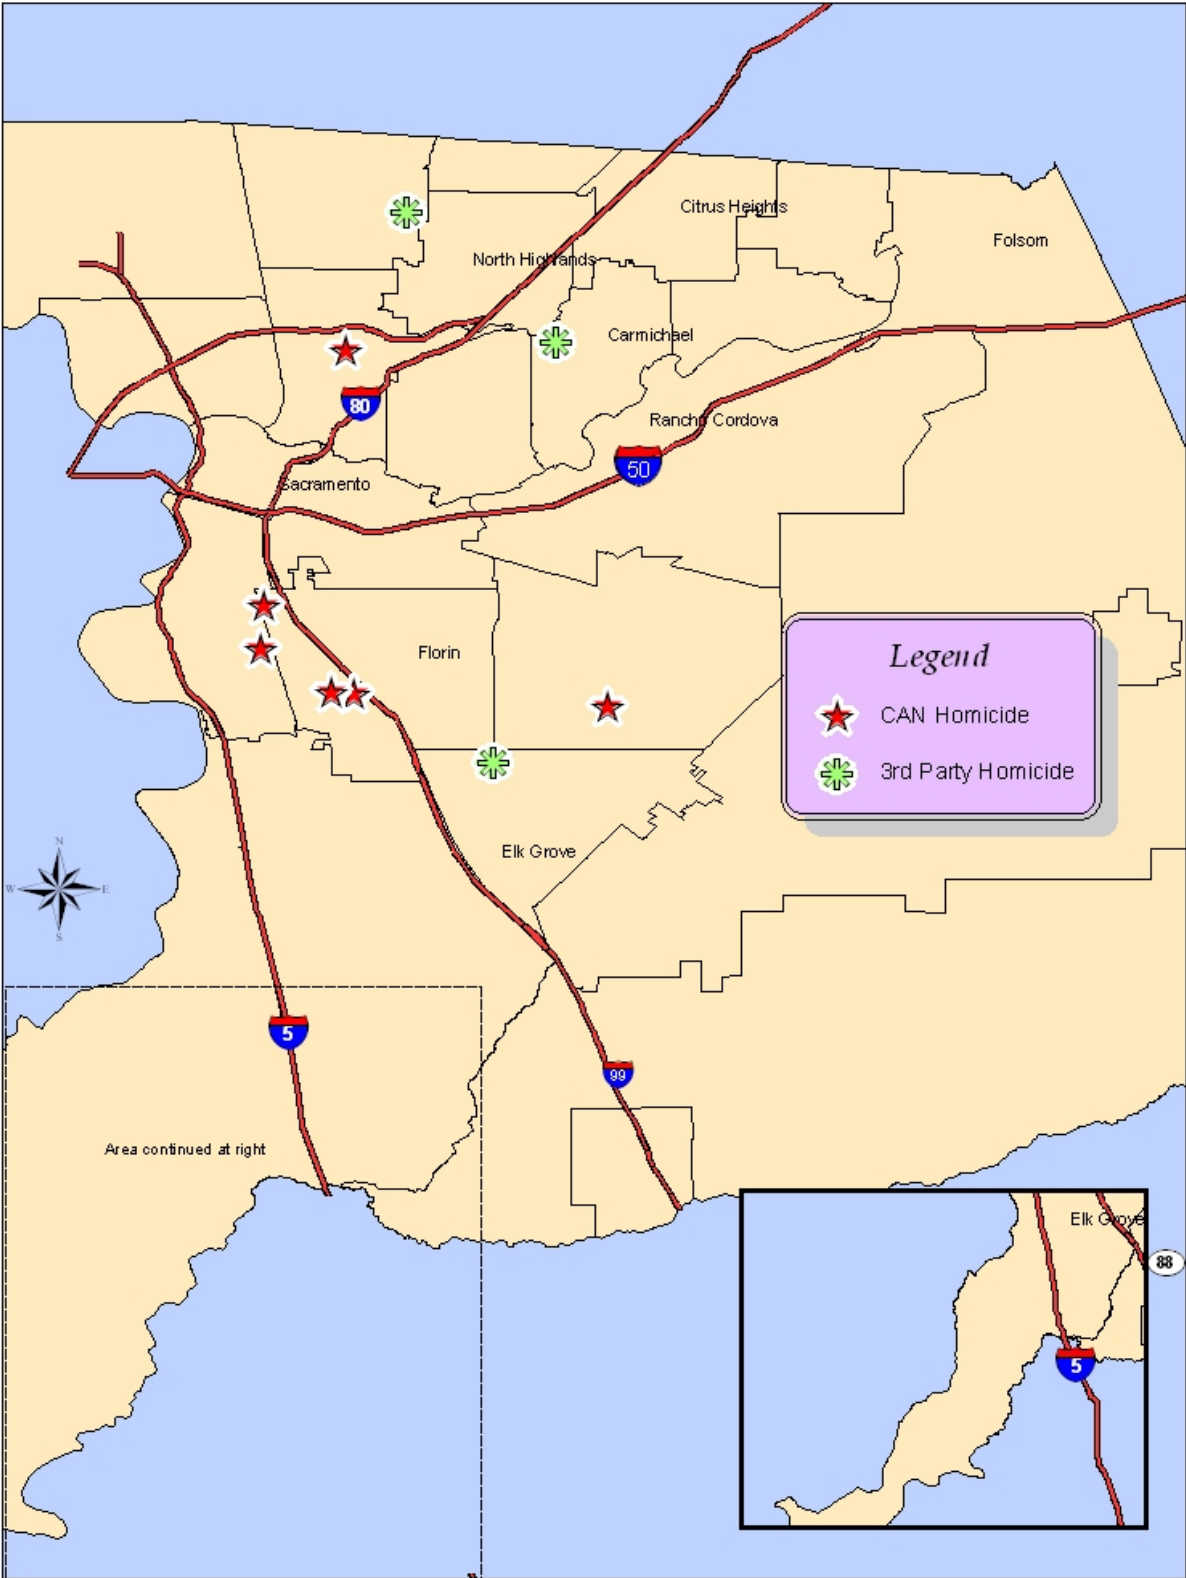 Citrus Heights
Folsom
North Highlands
Carmichael
80
Rancho Cordova
50
Sacramento
Florin
Legend
CAN Homicide
3rd Party Homicide
N
W E
S
Elk Grove
5
99
Area continued at right
Elk Grove
88
5